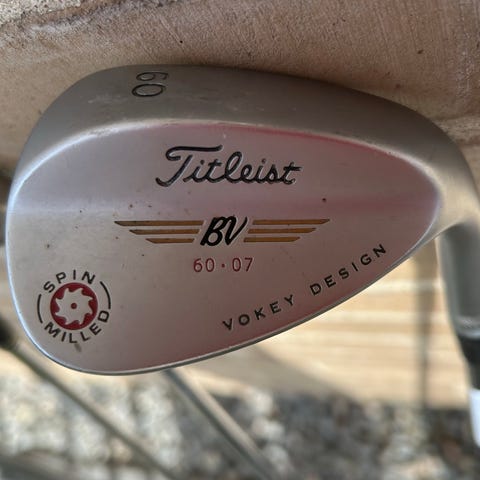 60
Titleist
BV
60·07
VOKEY DESIGN
SPIN
MILLED